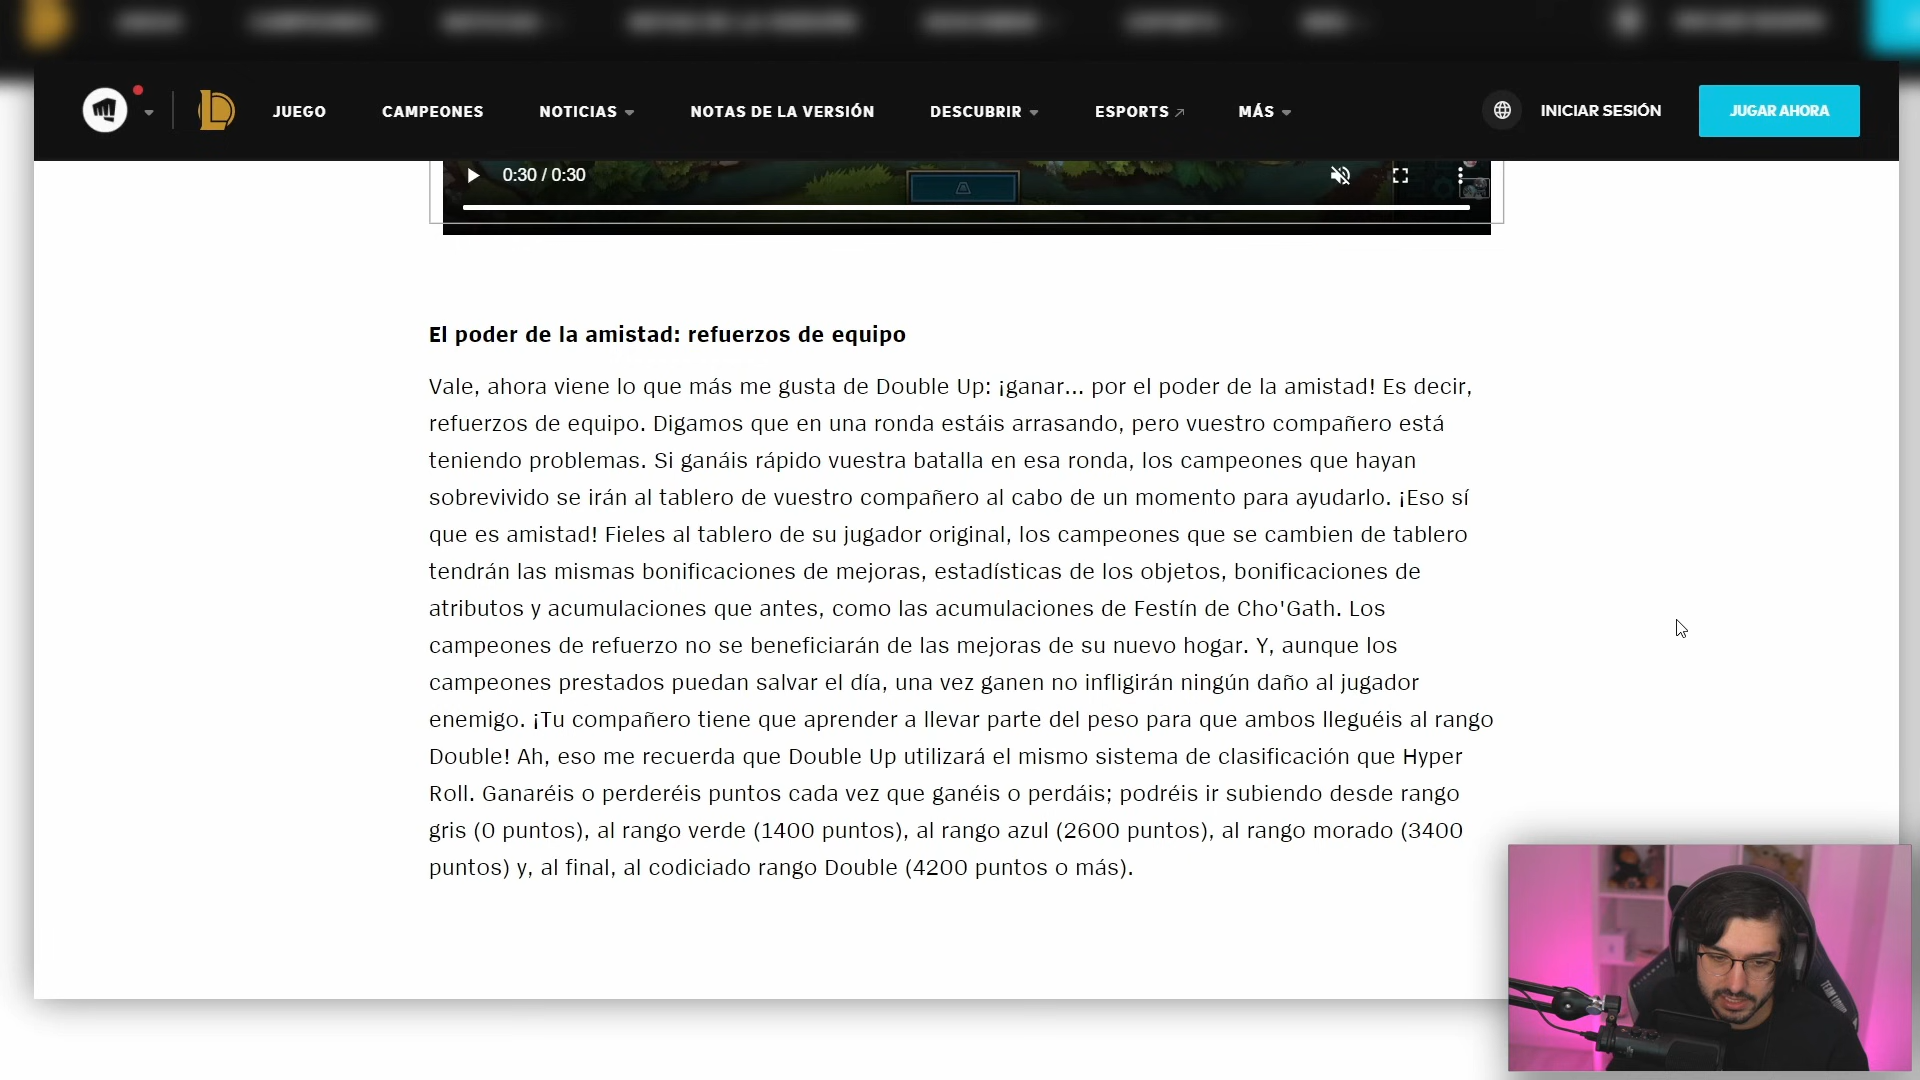 JUEGO CAMPEONES NOTICIAS NOTAS DE LA VERSIÓN DESCUBRIR ESPORTS MÁS INICIAR SESIÓN JUGAR AHORA
0:30 / 0:30
El poder de la amistad: refuerzos de equipo
Vale, ahora viene lo que más me gusta de Double Up: ¡ganar... por el poder de la amistad! Es decir,
refuerzos de equipo. Digamos que en una ronda estáis arrasando, pero vuestro compañero está
teniendo problemas. Si ganáis rápido vuestra batalla en esa ronda, los campeones que hayan
sobrevivido se irán al tablero de vuestro compañero al cabo de un momento para ayudarlo. ¡Eso sí
que es amistad! Fieles al tablero de su jugador original, los campeones que se cambien de tablero
tendrán las mismas bonificaciones de mejoras, estadísticas de los objetos, bonificaciones de
atributos y acumulaciones que antes, como las acumulaciones de Festín de Cho'Gath. Los
campeones de refuerzo no se beneficiarán de las mejoras de su nuevo hogar. Y, aunque los
campeones prestados puedan salvar el día, una vez ganen no infligirán ningún daño al jugador
enemigo. ¡Tu compañero tiene que aprender a llevar parte del peso para que ambos lleguéis al rango
Double! Ah, eso me recuerda que Double Up utilizará el mismo sistema de clasificación que Hyper
Roll. Ganaréis o perderéis puntos cada vez que ganéis o perdáis; podréis ir subiendo desde rango
gris (0 puntos), al rango verde (1400 puntos), al rango azul (2600 puntos), al rango morado (3400
puntos) y, al final, al codiciado rango Double (4200 puntos o más).